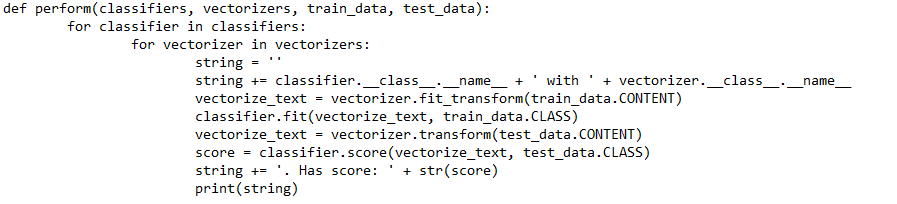 def perform(classifiers, vectorizers, train_data, test_data):
        for classifier in classifiers:
                for vectorizer in vectorizers:
                        string = ''
                        string += classifier.__class__.__name__ + ' with ' + vectorizer.__class__.__name__
                        vectorize_text = vectorizer.fit_transform(train_data.CONTENT)
                        classifier.fit(vectorize_text, train_data.CLASS)
                        vectorize_text = vectorizer.transform(test_data.CONTENT)
                        score = classifier.score(vectorize_text, test_data.CLASS)
                        string += '. Has score: ' + str(score)
                        print(string)